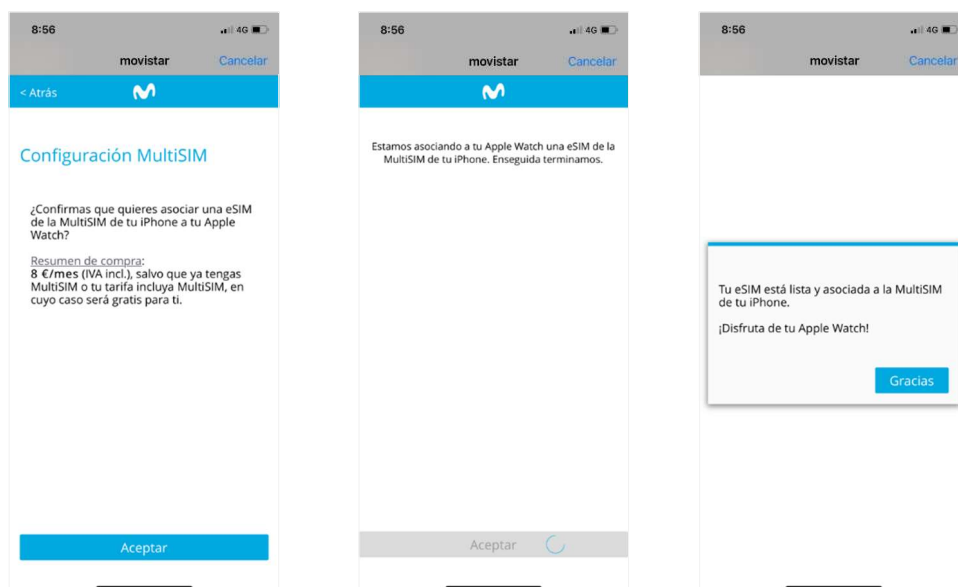 8:56
4G
movistar
Cancelar
< Atrás
Configuración MultiSIM
¿Confirmas que quieres asociar una eSIM
de la MultiSIM de tu iPhone a tu Apple
Watch?
Resumen de compra:
8 €/mes (IVA incl.), salvo que ya tengas
MultiSIM o tu tarifa incluya MultiSIM, en
cuyo caso será gratis para ti.
Aceptar
8:56
4G
movistar
Cancelar
Estamos asociando a tu Apple Watch una eSIM de la
MultiSIM de tu iPhone. Enseguida terminamos.
Aceptar
8:56
4G
movistar
Cancelar
Tu eSIM está lista y asociada a la MultiSIM
de tu iPhone.
¡Disfruta de tu Apple Watch!
Gracias